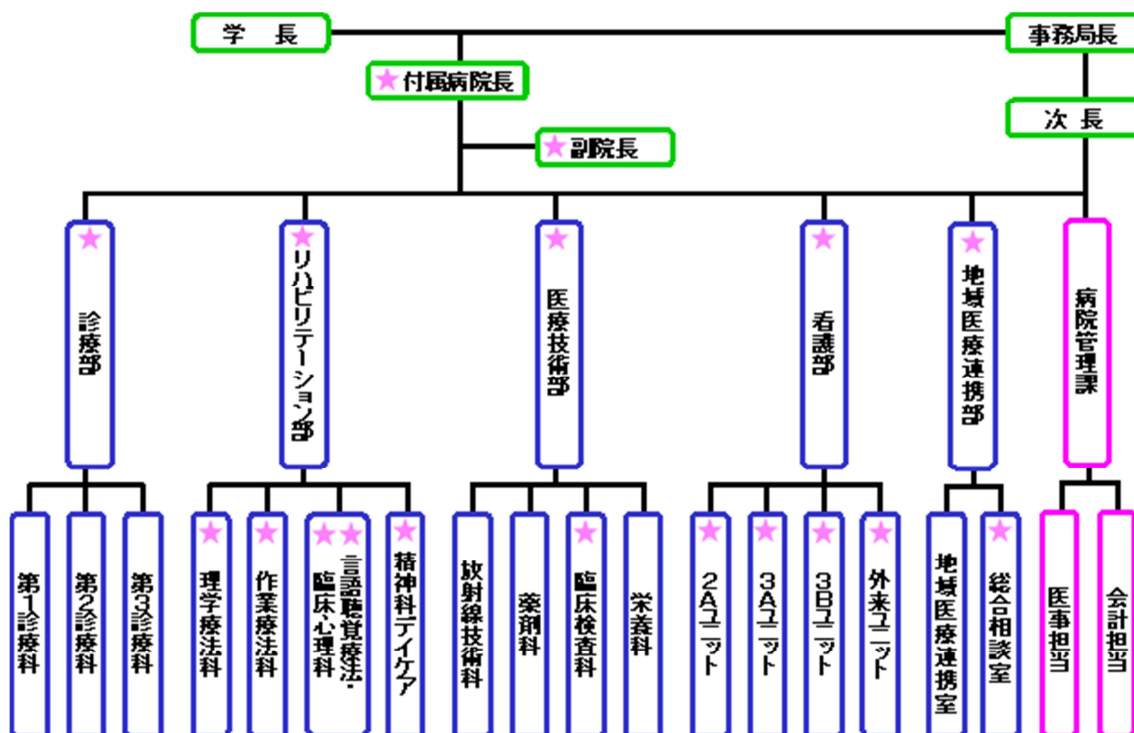 学 長
事務局長
★付属病院長
次 長
★副院長
★
診療部
★
リハビリテーション部
★
医療技術部
★
看護部
★
地域医療連携部
病院管理課
第1診療科
第2診療科
第3診療科
★
理学療法科
★
作業療法科
★★
言語聴覚療法・
臨床心理科
★
精神科デイケア
放射線技術科
薬剤科
★
臨床検査科
栄養科
★
2Aユニット
★
3Aユニット
★
3Bユニット
★
外来ユニット
地域医療連携室
★
総合相談室
医事担当
会計担当